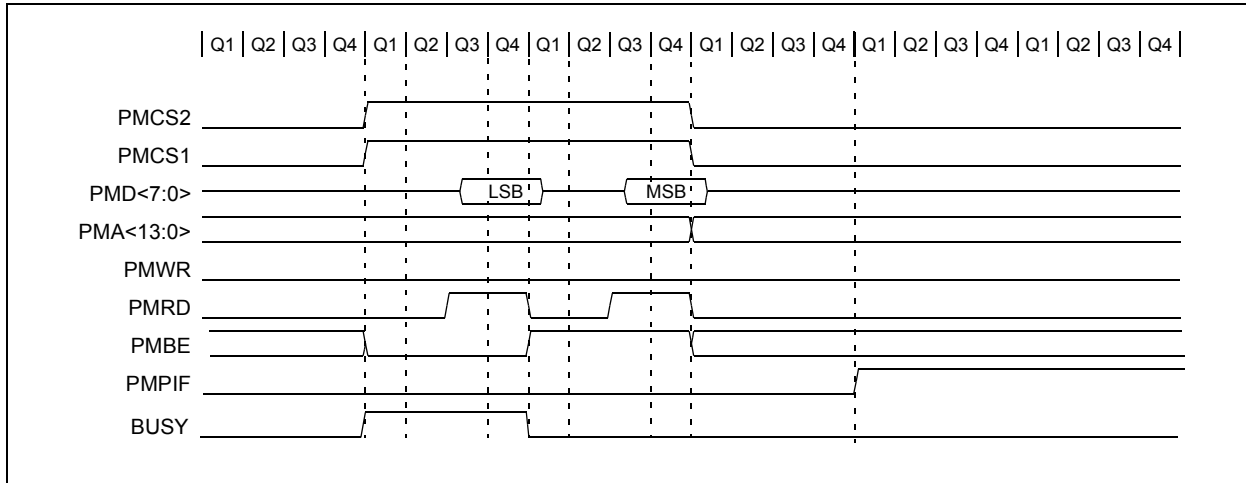 Q1 Q2 Q3 Q4 Q1 Q2 Q3 Q4 Q1 Q2 Q3 Q4 Q1 Q2 Q3 Q4 Q1 Q2 Q3 Q4 Q1 Q2 Q3 Q4
PMCS2
PMCS1
PMD<7:0> LSB MSB
PMA<13:0>
PMWR
PMRD
PMBE
PMPIF
BUSY